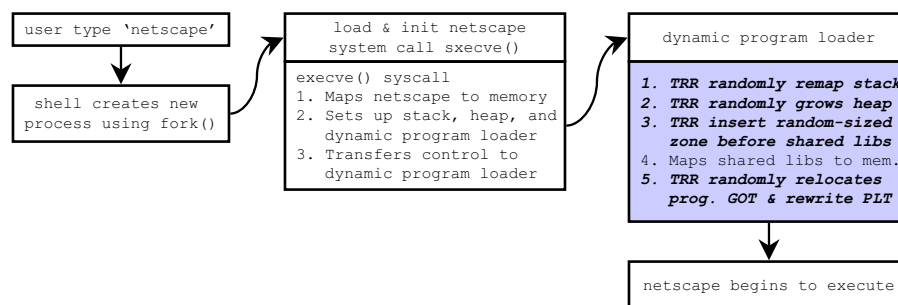 user type ‘netscape’
shell creates new
process using fork()
load & init netscape
system call sxecve()
execve() syscall
1. Maps netscape to memory
2. Sets up stack, heap, and
dynamic program loader
3. Transfers control to
dynamic program loader
dynamic program loader
1. TRR randomly remap stack
2. TRR randomly grows heap
3. TRR insert random-sized
zone before shared libs
4. Maps shared libs to mem.
5. TRR randomly relocates
prog. GOT & rewrite PLT
netscape begins to execute